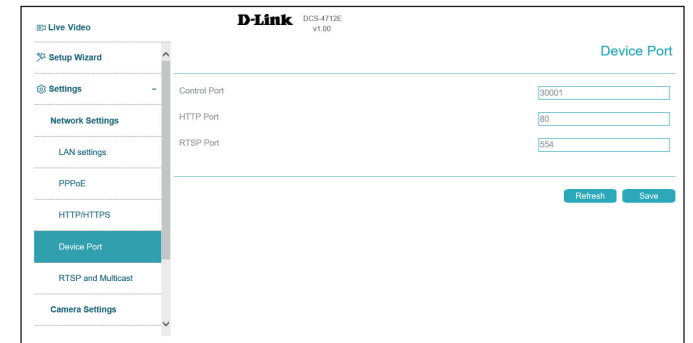 Live Video
D-Link DCS-4712E
v1.00
Setup Wizard
Device Port
Settings -
Network Settings
LAN settings
PPPoE
HTTP/HTTPS
Device Port
RTSP and Multicast
Camera Settings
Control Port 30001
HTTP Port 80
RTSP Port 554
Refresh Save